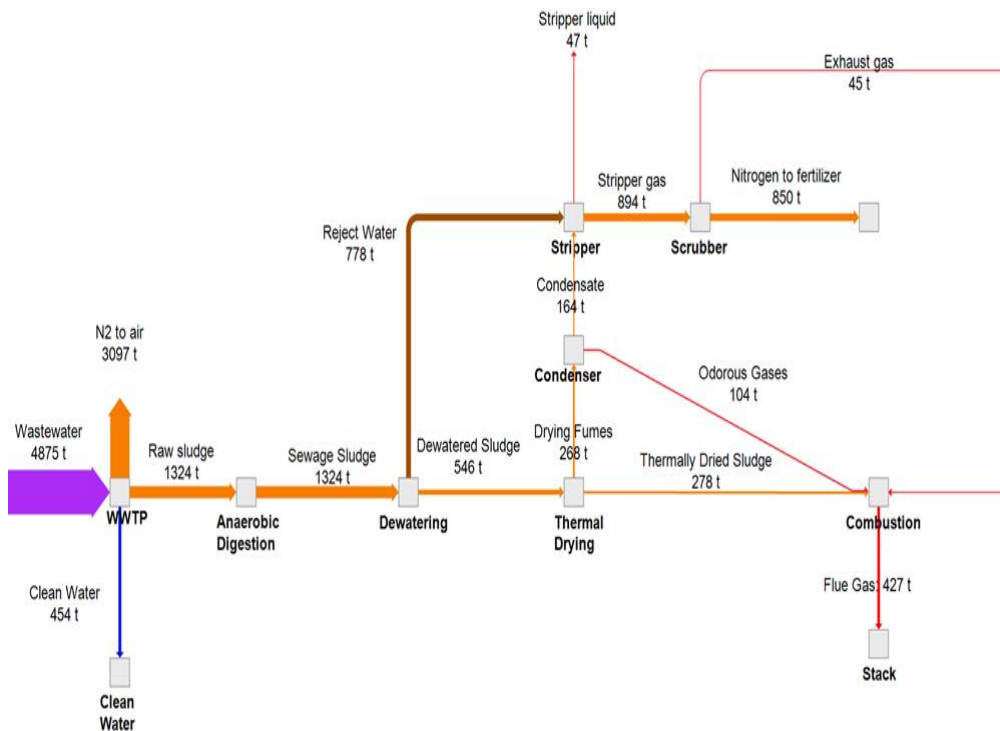 Stripper liquid
47 t
Exhaust gas
45 t
Stripper gas
894 t
Nitrogen to fertilizer
850 t
Reject Water
778 t
Stripper
Scrubber
Condensate
164 t
N2 to air
3097 t
Condenser
Odorous Gases
104 t
Wastewater
4875 t
Raw sludge
1324 t
Sewage Sludge
1324 t
Dewatered Sludge
546 t
Drying Fumes
268 t
Thermally Dried Sludge
278 t
WWTP
Anaerobic
Digestion
Dewatering
Thermal
Drying
Combustion
Clean Water
454 t
Flue Gas: 427 t
Stack
Clean
Water